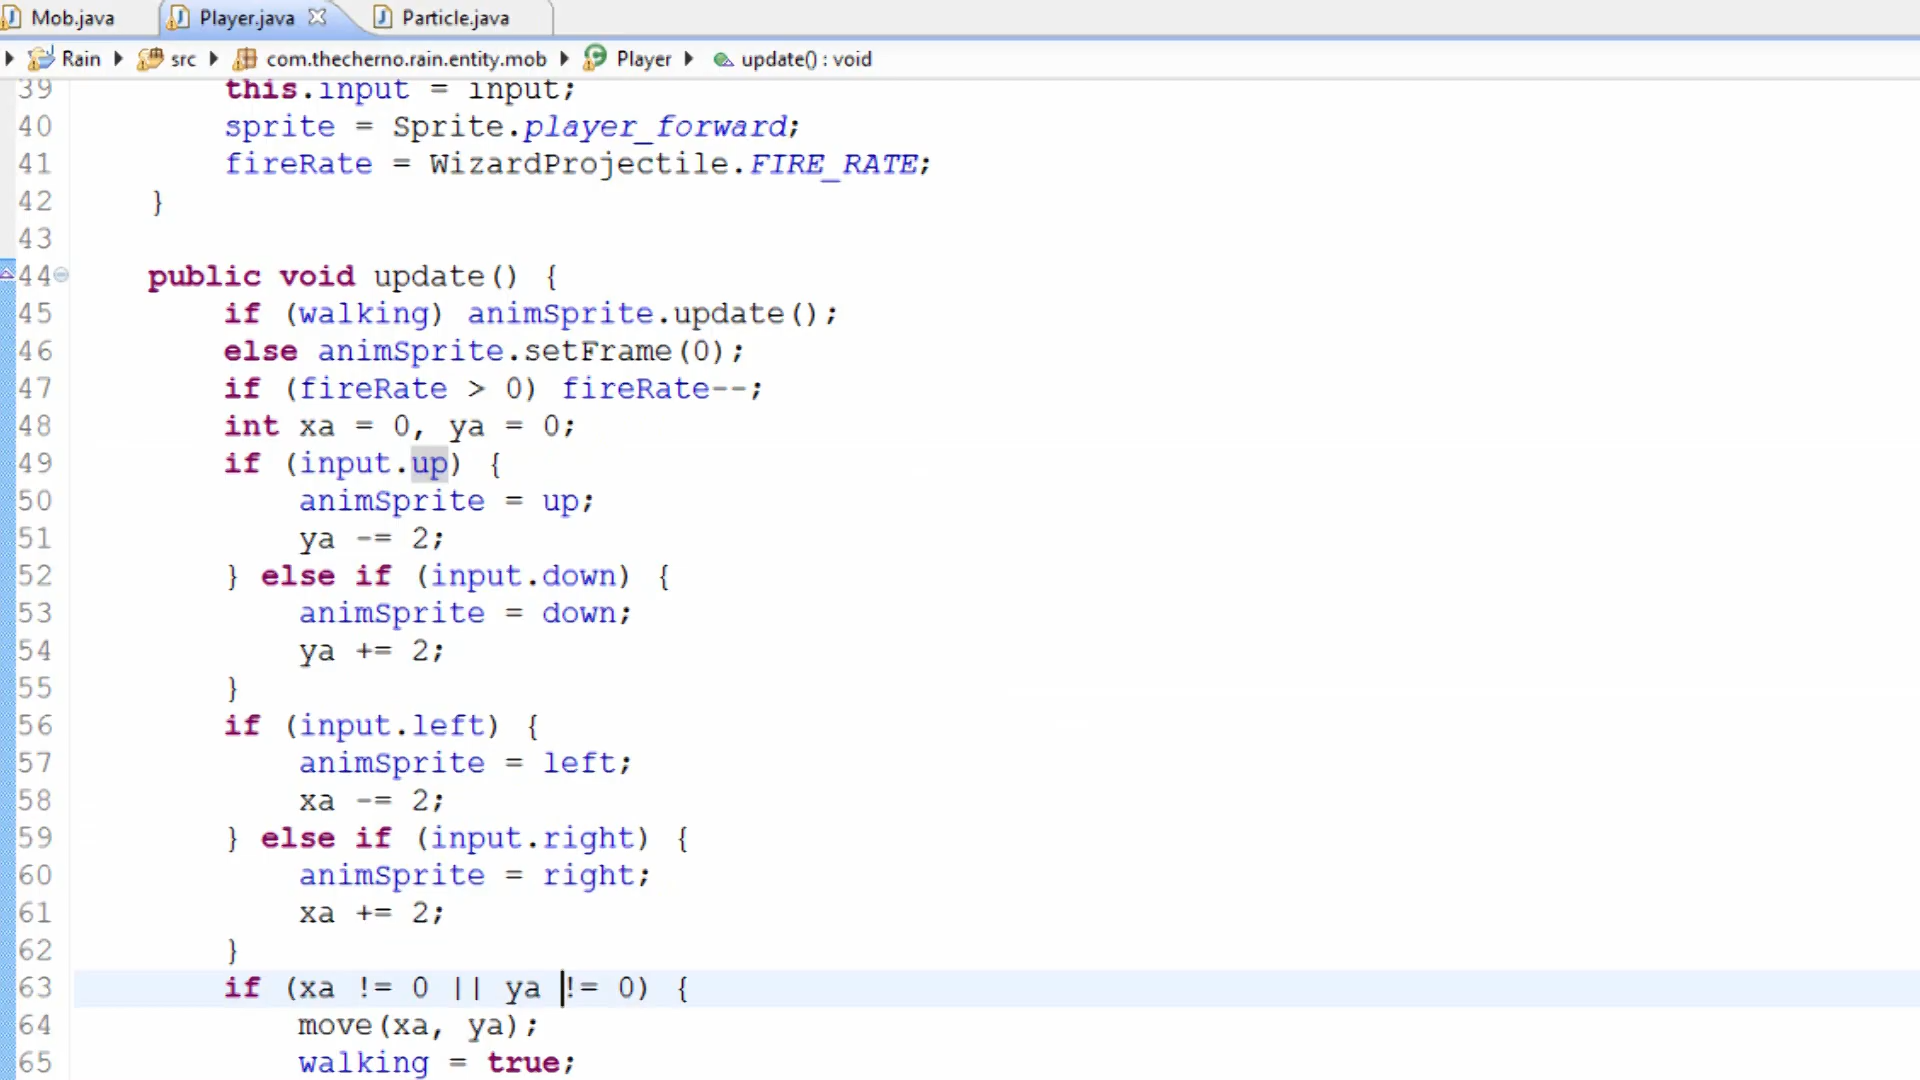 Mob.java Player.java Particle.java
Rain src com.thecherno.rain.entity.mob Player update() : void
39 this.input = input;
40 sprite = Sprite.player_forward;
41 fireRate = WizardProjectile.FIRE_RATE;
42 }
43
44 public void update() {
45 if (walking) animSprite.update();
46 else animSprite.setFrame(0);
47 if (fireRate > 0) fireRate--;
48 int xa = 0, ya = 0;
49 if (input.up) {
50 animSprite = up;
51 ya -= 2;
52 } else if (input.down) {
53 animSprite = down;
54 ya += 2;
55 }
56 if (input.left) {
57 animSprite = left;
58 xa -= 2;
59 } else if (input.right) {
60 animSprite = right;
61 xa += 2;
62 }
63 if (xa != 0 || ya != 0) {
64 move(xa, ya);
65 walking = true;